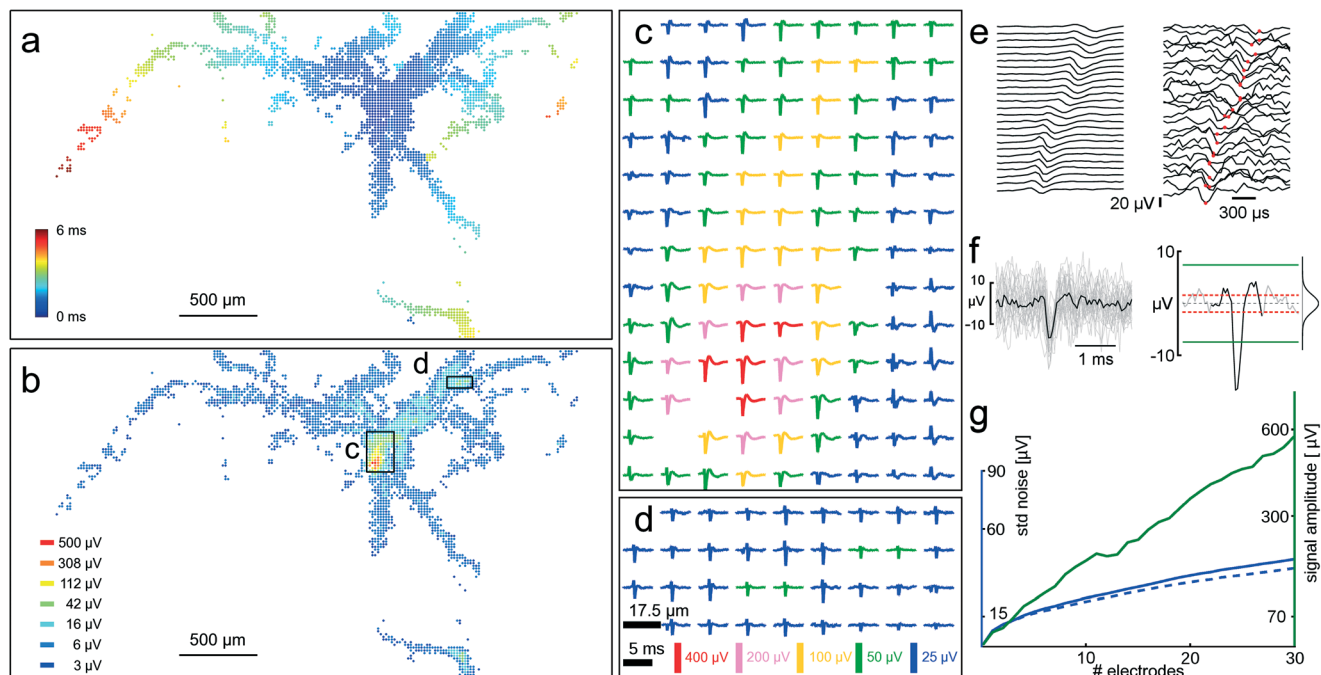 a
6 ms
0 ms
500 µm
b
d
c
500 µV
308 µV
112 µV
42 µV
16 µV
6 µV
3 µV
500 µm
c
d
17.5 µm
5 ms
400 µV
200 µV
100 µV
50 µV
25 µV
e
20 µV
300 µs
f
10
µV
−10
1 ms
10
µV
-10
g
std noise [µV]
90
60
15
signal amplitude [ µV]
600
300
70
10
20
30
# electrodes